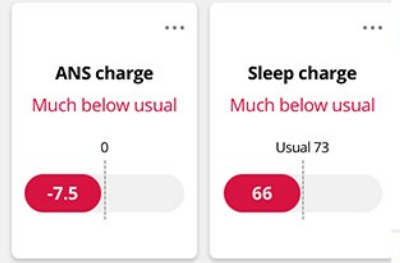 ANS charge
Much below usual
0
-7.5
Sleep charge
Much below usual
Usual 73
66